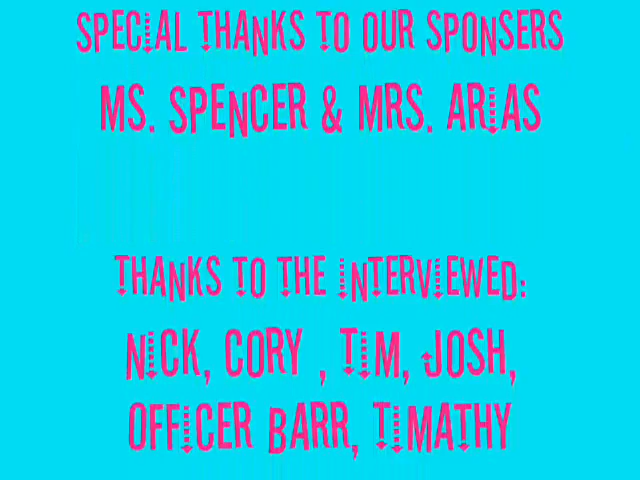 SPECIAL THANKS TO OUR SPONSERS
MS. SPENCER & MRS. ARIAS
THANKS TO THE INTERVIEWED:
NICK, CORY , TIM, JOSH,
OFFICER BARR, TIMATHY